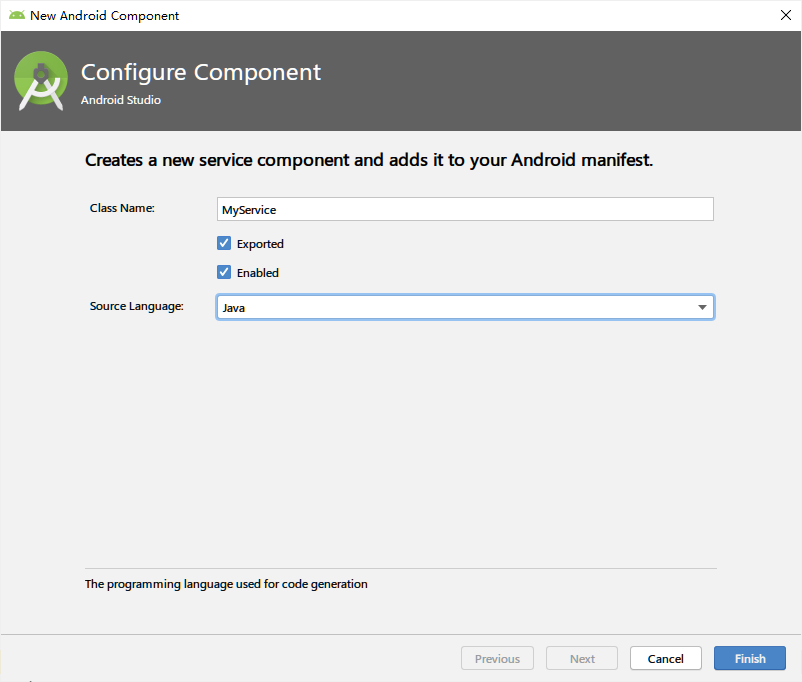 New Android Component
Configure Component
Android Studio
Creates a new service component and adds it to your Android manifest.
Class Name:
MyService
Exported
Enabled
Source Language:
Java
The programming language used for code generation
Previous
Next
Cancel
Finish